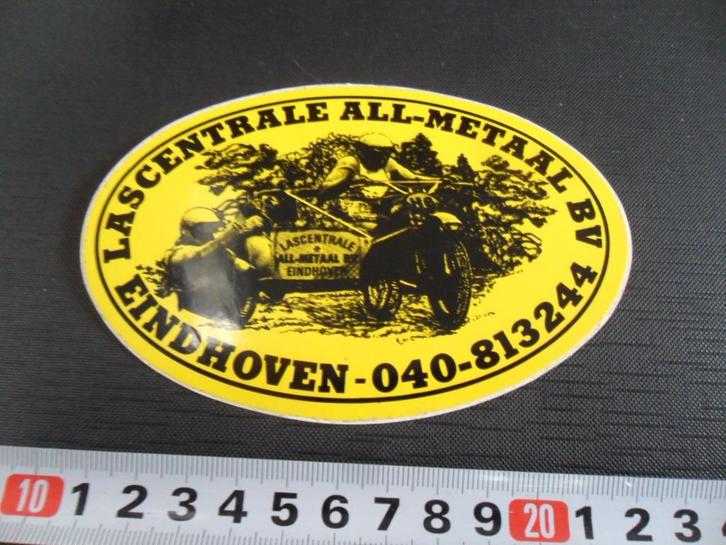 LASCENTRALE ALL-METAAL BV
LASCENTRALE
*
ALL-METAAL BV
EINDHOVEN
EINDHOVEN - 040-813244
10 1 2 3 4 5 6 7 8 9 20 1 2 3